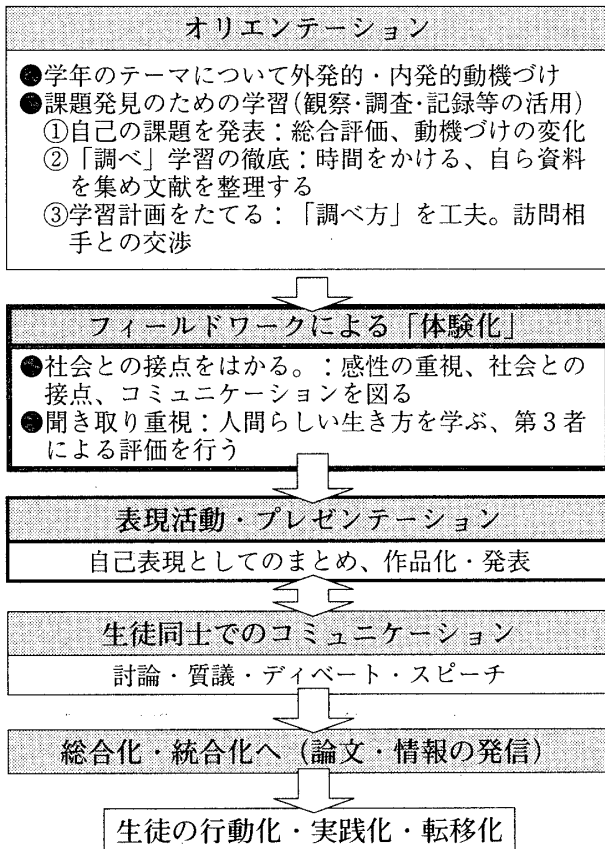 オリエンテーション
●学年のテーマについて外発的・内発的動機づけ
●課題発見のための学習(観察・調査・記録等の活用)
①自己の課題を発表：総合評価、動機づけの変化
②「調べ」学習の徹底：時間をかける、自ら資料
を集め文献を整理する
③学習計画をたてる：「調べ方」を工夫。訪問相
手との交渉
フィールドワークによる「体験化」
●社会との接点をはかる。：感性の重視、社会との
接点、コミュニケーションを図る
●聞き取り重視：人間らしい生き方を学ぶ、第３者
による評価を行う
表現活動・プレゼンテーション
自己表現としてのまとめ、作品化・発表
生徒同士でのコミュニケーション
討論・質議・ディベート・スピーチ
総合化・統合化へ（論文・情報の発信）
生徒の行動化・実践化・転移化